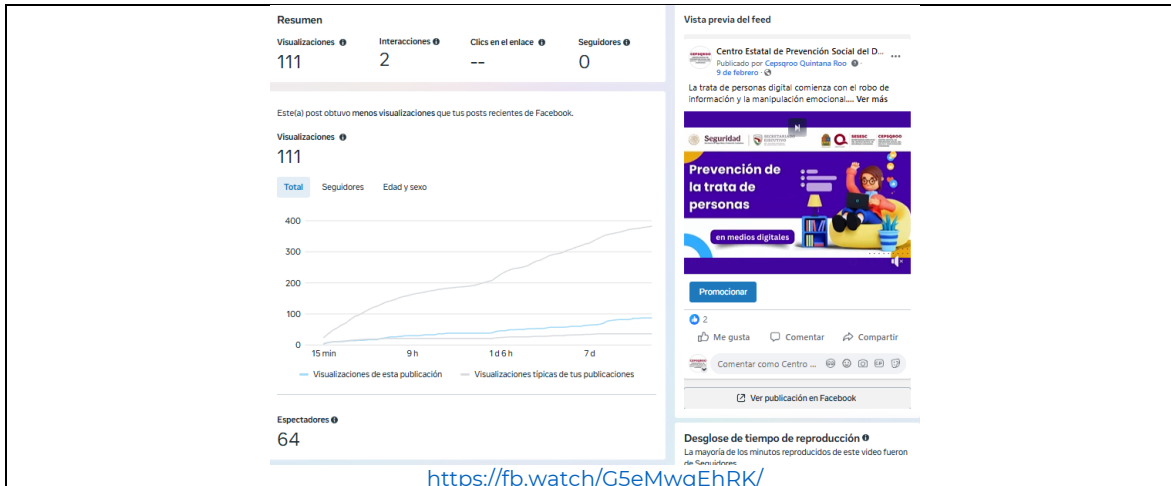 Resumen
Visualizaciones
Interacciones
Clics en el enlace
Seguidores
111
2
--
0
Este(a) post obtuvo menos visualizaciones que tus posts recientes de Facebook.
Visualizaciones
111
Total
Seguidores
Edad y sexo
400
300
200
100
0
15 min
9 h
1 d 6 h
7 d
Visualizaciones de esta publicación
Visualizaciones típicas de tus publicaciones
Espectadores
64
Vista previa del feed
Centro Estatal de Prevención Social del D...
Publicado por Cepsqroo Quintana Roo
9 de febrero
La trata de personas digital comienza con el robo de
información y la manipulación emocional.... Ver más
Seguridad
CEPSQROO
Prevención de
la trata de
personas
en medios digitales
Promocionar
2
Me gusta
Comentar
Compartir
Comentar como Centro ...
Ver publicación en Facebook
Desglose de tiempo de reproducción
La mayoría de los minutos reproducidos de este video fueron
de Seguidores
https://fb.watch/G5eMwgEhRK/